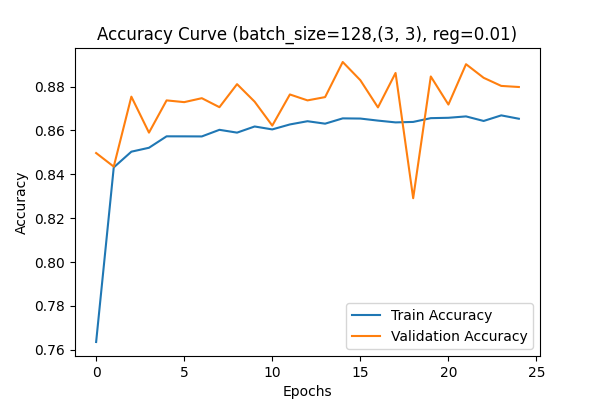 Accuracy Curve (batch_size=128,(3, 3), reg=0.01)
Accuracy
0.88
0.86
0.84
0.82
0.80
0.78
0.76
0 5 10 15 20 25
Epochs
Train Accuracy
Validation Accuracy